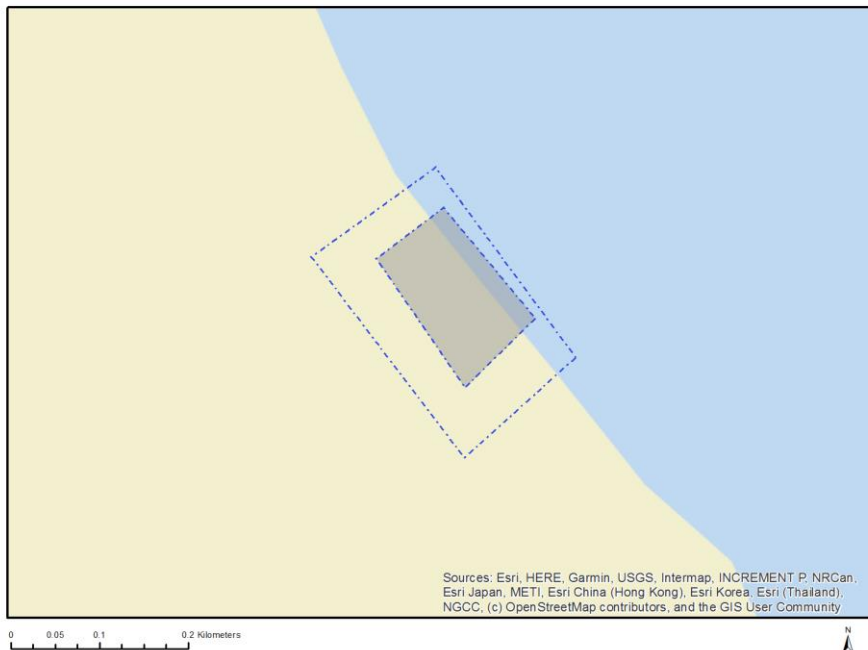 Sources: Esri, HERE, Garmin, USGS, Intermap, INCREMENT P, NRCan,
Esri Japan, METI, Esri China (Hong Kong), Esri Korea, Esri (Thailand),
NGCC, (c) OpenStreetMap contributors, and the GIS User Community
0 0.05 0.1 0.2 Kilometers
N